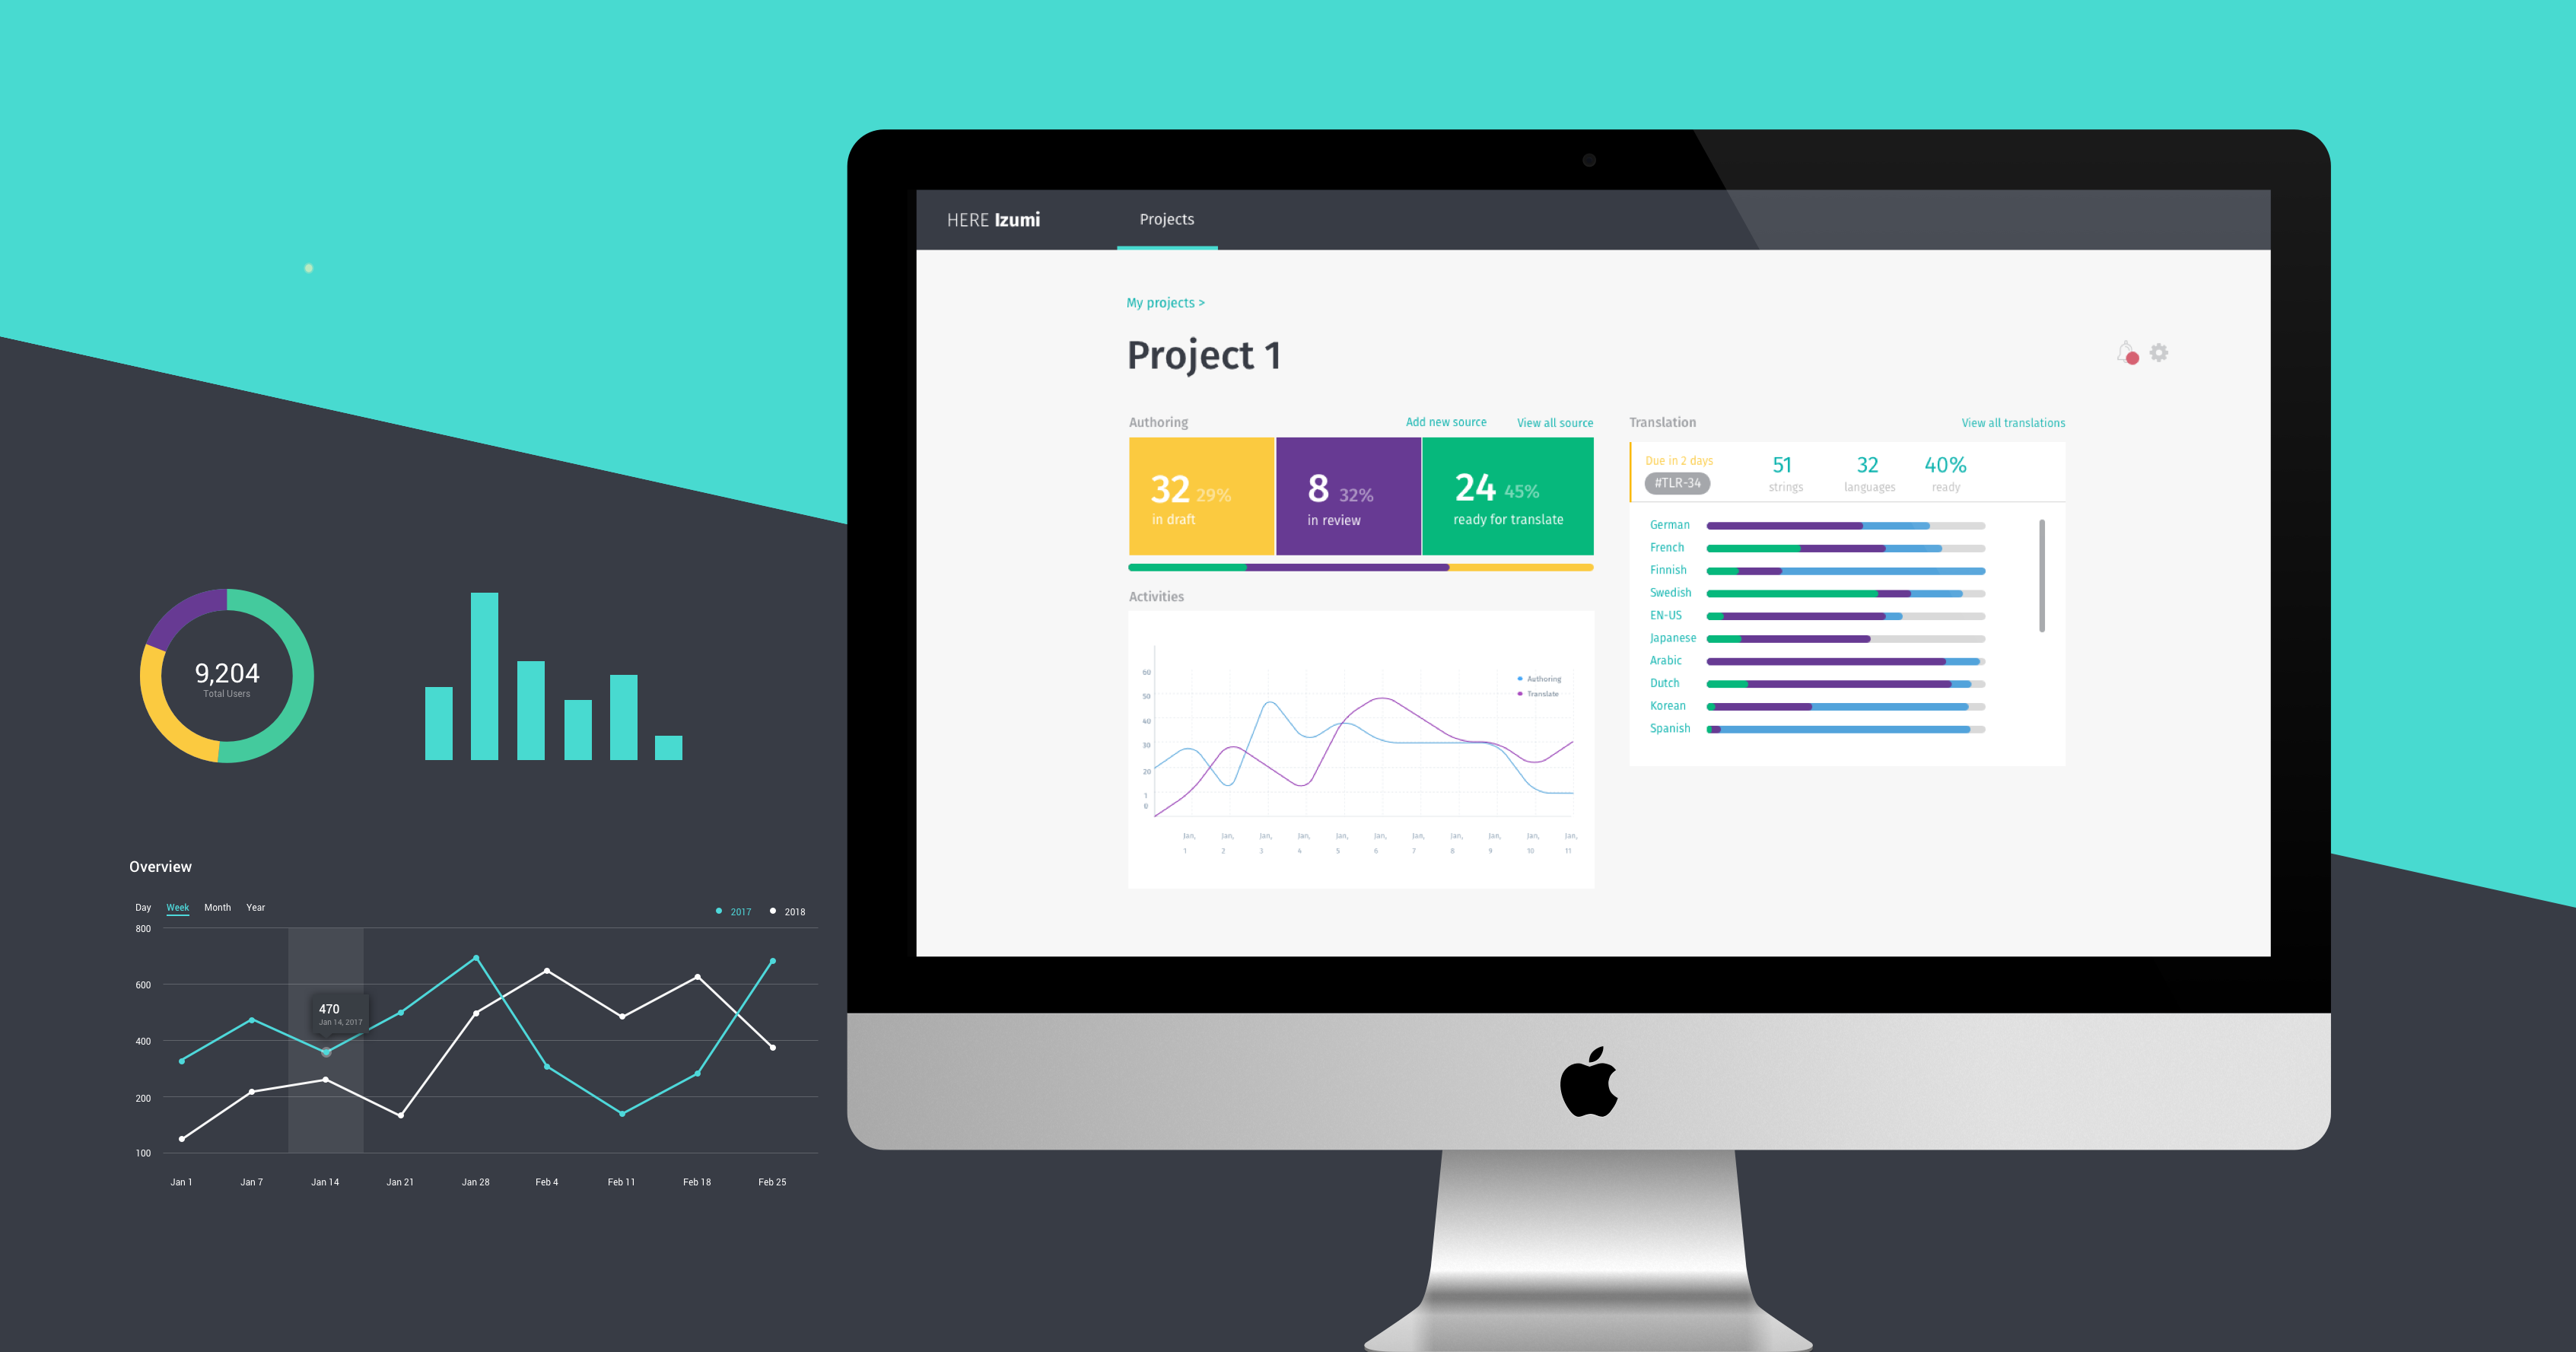 HERE Izumi
Projects
My projects >
Project 1
Authoring
Add new source
View all source
32 29%
in draft
8 32%
in review
24 45%
ready for translate
Activities
60
50
40
30
20
1
0
Authoring
Translate
Jan, Jan, Jan, Jan, Jan, Jan, Jan, Jan, Jan, Jan, Jan,
1 2 3 4 5 6 7 8 9 10 11
Translation
View all translations
Due in 2 days
#TLR-34
51
strings
32
languages
40%
ready
German
French
Finnish
Swedish
EN-US
Japanese
Arabic
Dutch
Korean
Spanish
9,204
Total Users
Overview
Day Week Month Year
2017 2018
800
600
400
200
100
470
Jan 14, 2017
Jan 1 Jan 7 Jan 14 Jan 21 Jan 28 Feb 4 Feb 11 Feb 18 Feb 25